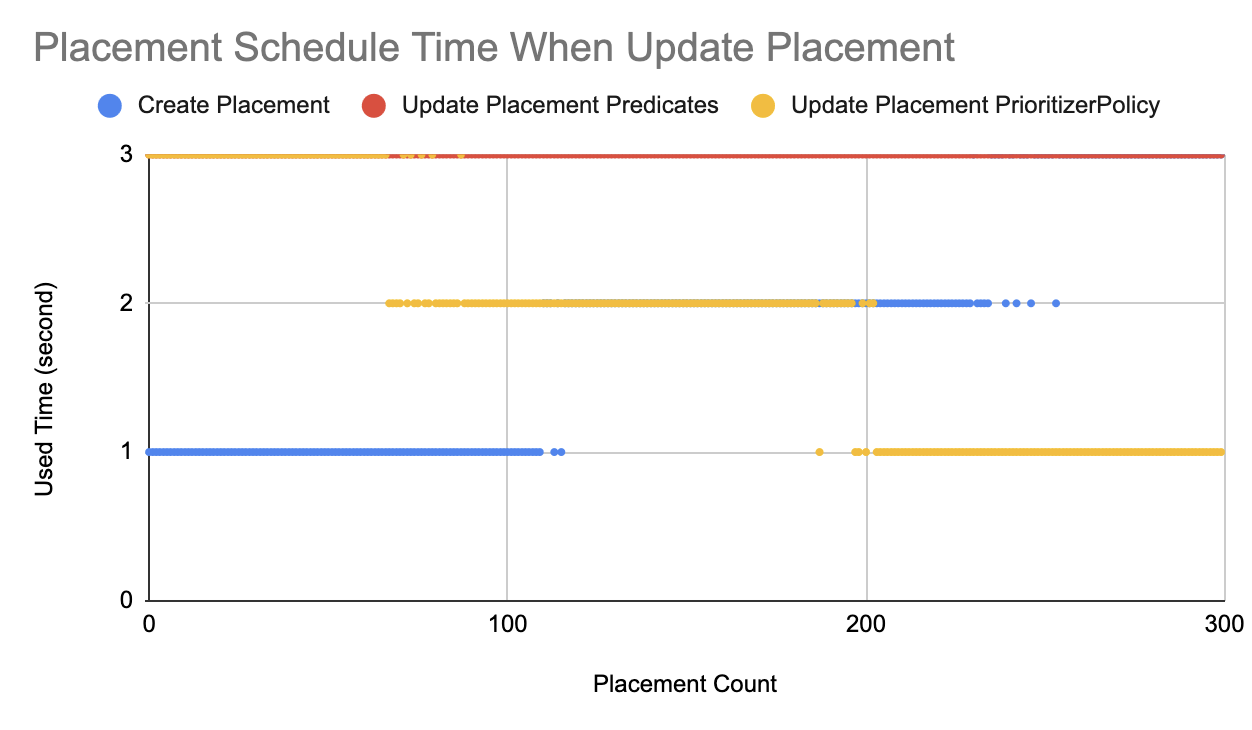 Placement Schedule Time When Update Placement
Create Placement Update Placement Predicates Update Placement PrioritizerPolicy
3
2
1
0
Used Time (second)
0 100 200 300
Placement Count